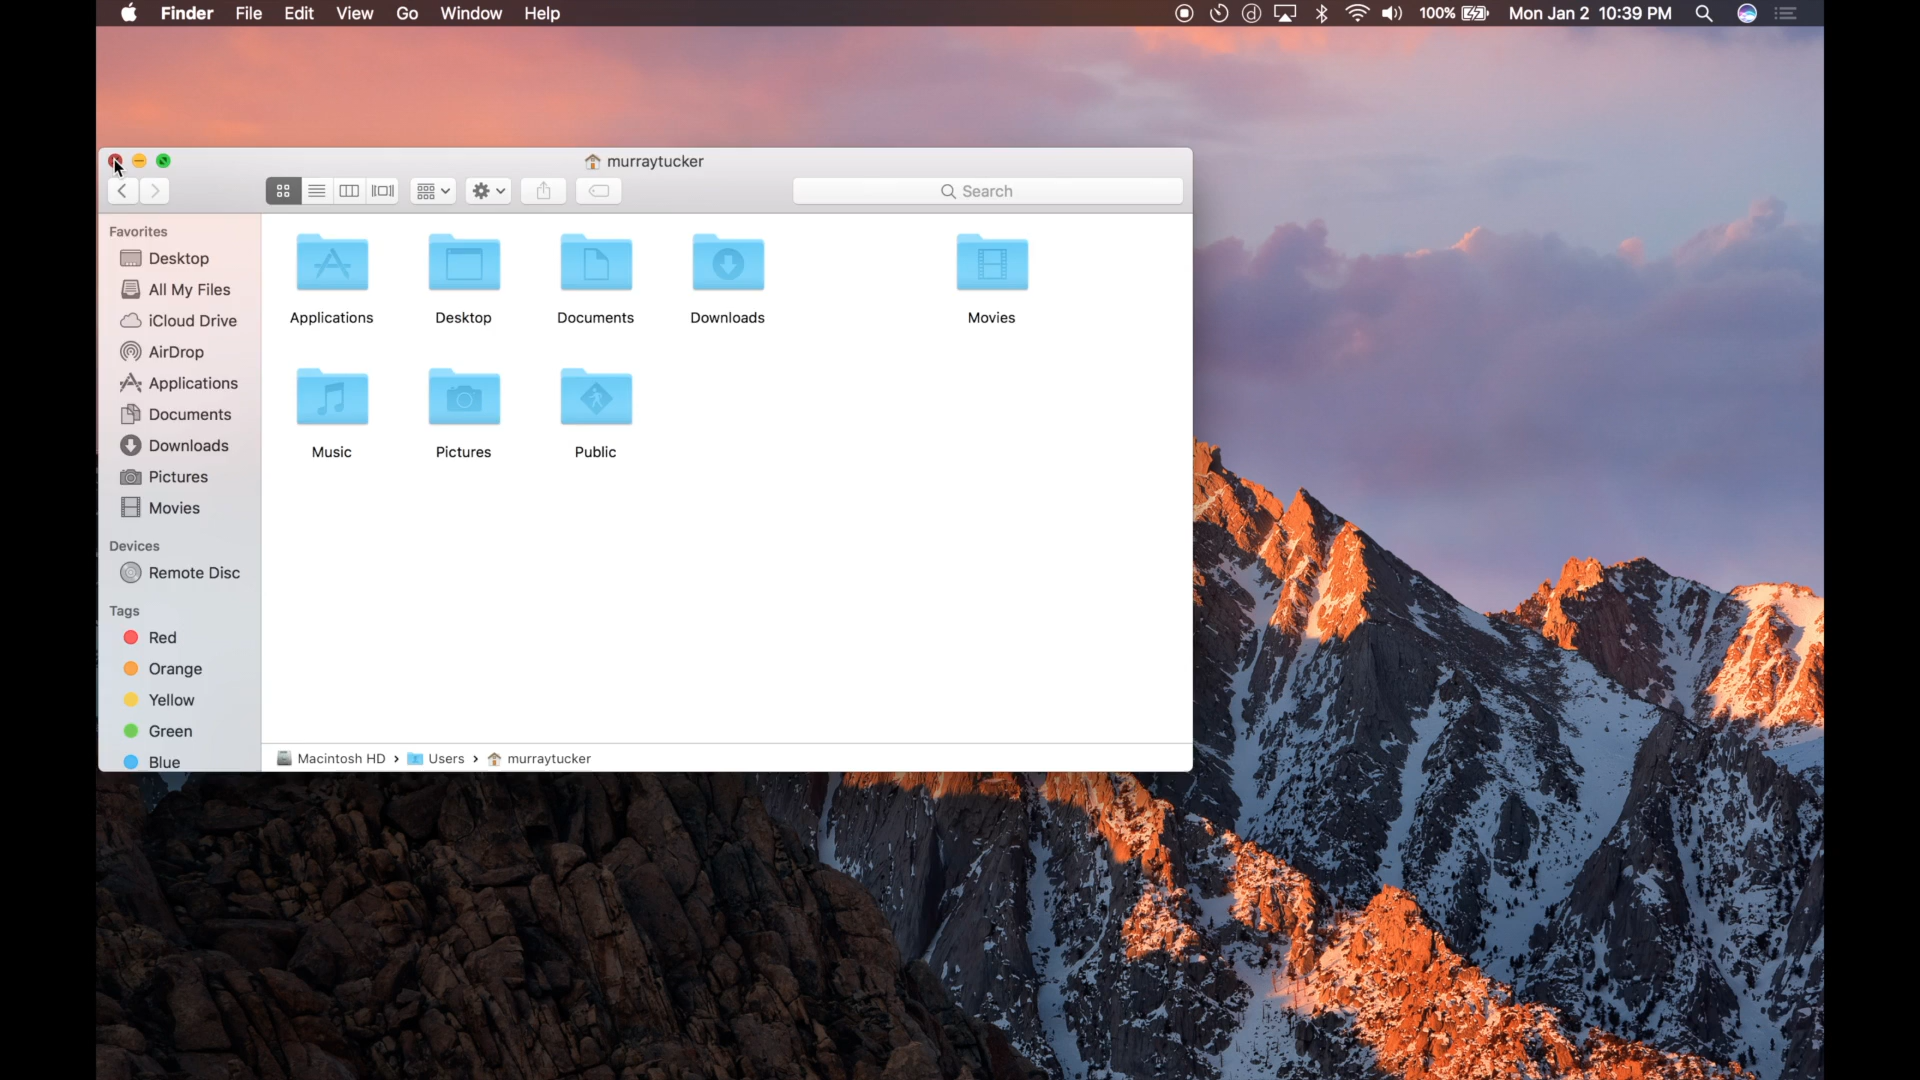 Finder File Edit View Go Window Help 100% Mon Jan 2 10:39 PM
murraytucker
Search
Favorites
Desktop
All My Files
iCloud Drive
AirDrop
Applications
Documents
Downloads
Pictures
Movies
Devices
Remote Disc
Tags
Red
Orange
Yellow
Green
Blue
Applications Desktop Documents Downloads Movies
Music Pictures Public
Macintosh HD › Users › murraytucker